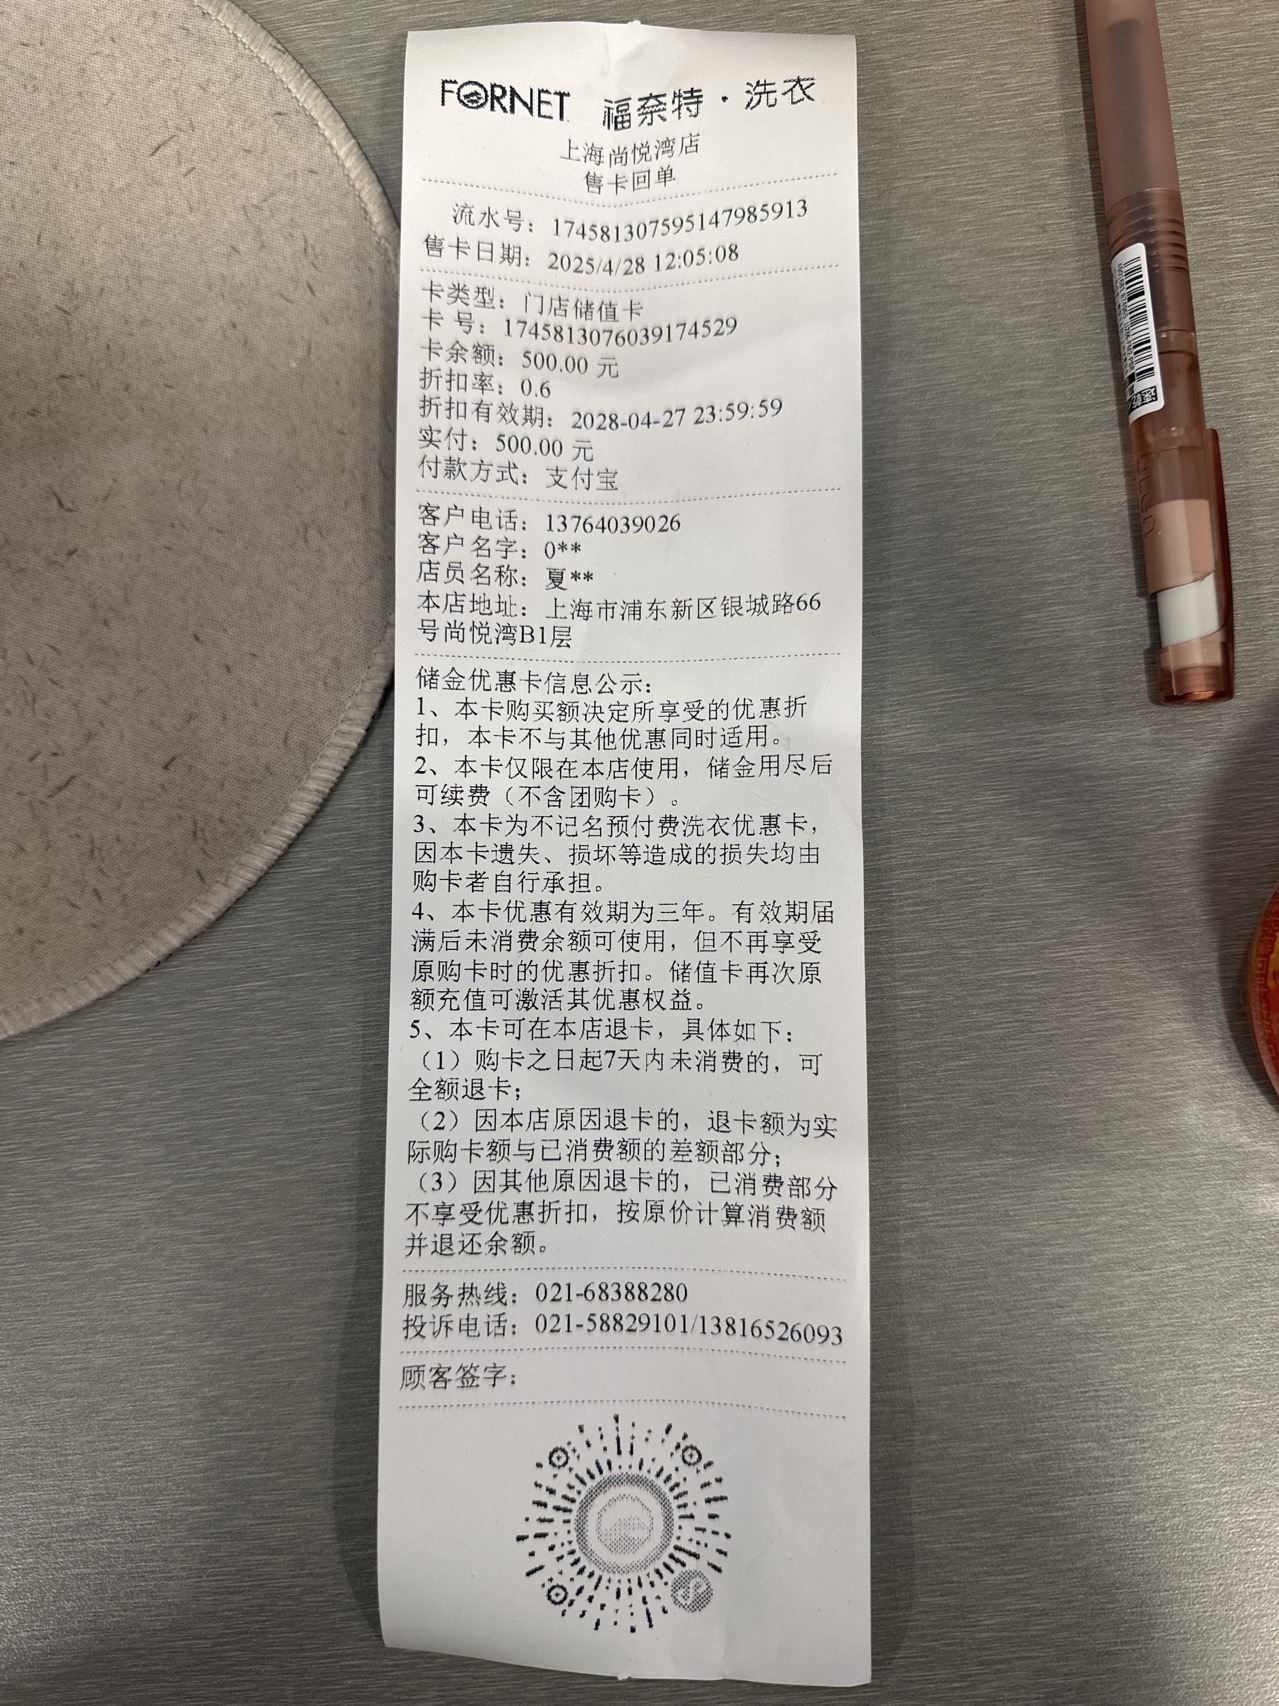 FORNET 福奈特·洗衣
上海尚悦湾店
售卡回单
流水号：174581307595147985913
售卡日期：2025/4/28 12:05:08
卡类型：门店储值卡
卡 号：1745813076039174529
卡余额：500.00 元
折扣率：0.6
折扣有效期：2028-04-27 23:59:59
实付：500.00 元
付款方式：支付宝
客户电话：13764039026
客户名字：0**
店员名称：夏**
本店地址：上海市浦东新区银城路66
号尚悦湾B1层
储金优惠卡信息公示：
1、本卡购买额决定所享受的优惠折
扣，本卡不与其他优惠同时适用。
2、本卡仅限在本店使用，储金用尽后
可续费（不含团购卡）。
3、本卡为不记名预付费洗衣优惠卡，
因本卡遗失、损坏等造成的损失均由
购卡者自行承担。
4、本卡优惠有效期为三年。有效期届
满后未消费余额可使用，但不再享受
原购卡时的优惠折扣。储值卡再次原
额充值可激活其优惠权益。
5、本卡可在本店退卡，具体如下：
（1）购卡之日起7天内未消费的，可
全额退卡；
（2）因本店原因退卡的，退卡额为实
际购卡额与已消费额的差额部分；
（3）因其他原因退卡的，已消费部分
不享受优惠折扣，按原价计算消费额
并退还余额。
服务热线：021-68388280
投诉电话：021-58829101/13816526093
顾客签字：